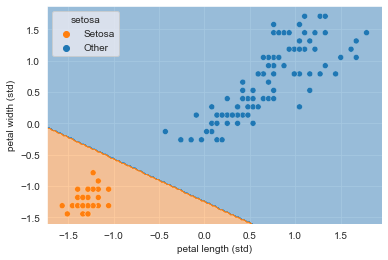 setosa
Setosa
Other
petal width (std)
1.5
1.0
0.5
0.0
−0.5
−1.0
−1.5
−1.5 −1.0 −0.5 0.0 0.5 1.0 1.5
petal length (std)